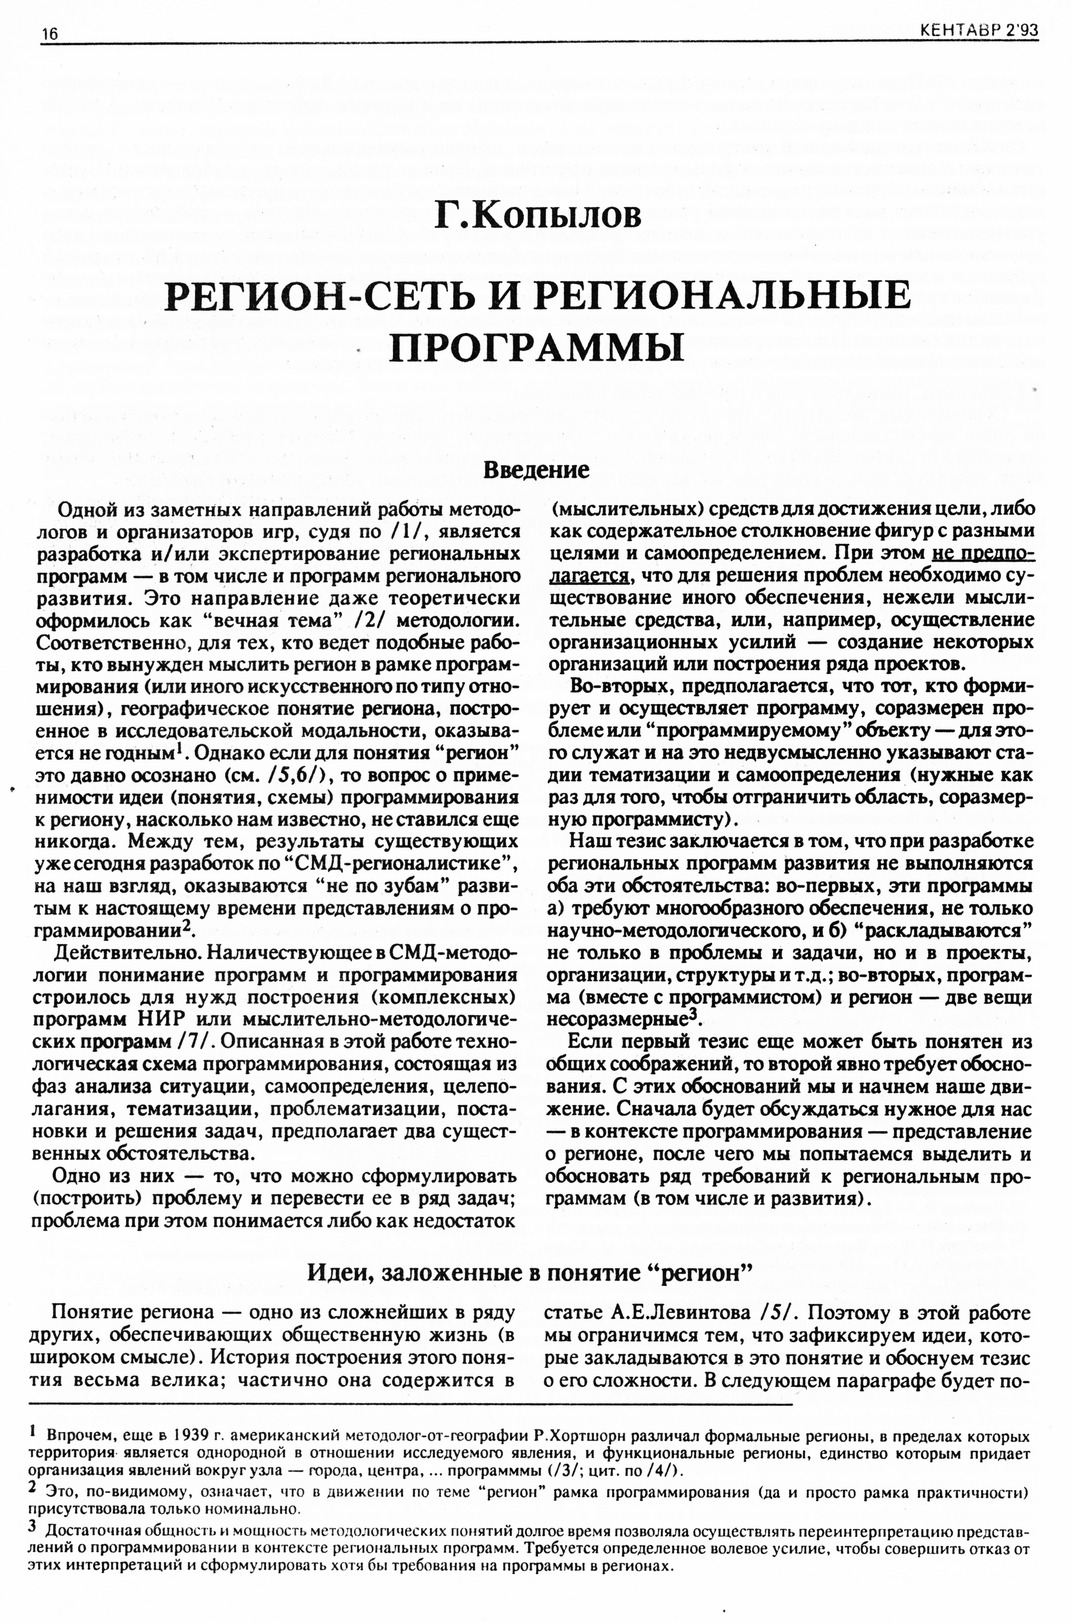 16
КЕНТАВР 2'93
Г.Копылов
РЕГИОН-СЕТЬ И РЕГИОНАЛЬНЫЕ
ПРОГРАММЫ
Введение
Одной из заметных направлений работы методо-
логов и организаторов игр, судя по /1/, является
разработка и/или экспертирование региональных
программ — в том числе и программ регионального
развития. Это направление даже теоретически
оформилось как “вечная тема” /2/ методологии.
Соответственно, для тех, кто ведет подобные рабо-
ты, кто вынужден мыслить регион в рамке програм-
мирования (или иного искусственного по типу отно-
шения), географическое понятие региона, постро-
енное в исследовательской модальности, оказыва-
ется не годным1. Однако если для понятия “регион”
это давно осознано (см. /5,6/), то вопрос о приме-
нимости идеи (понятия, схемы) программирования
к региону, насколько нам известно, не ставился еще
никогда. Между тем, результаты существующих
уже сегодня разработок по “СМД-регионалистике”,
на наш взгляд, оказываются “не по зубам” разви-
тым к настоящему времени представлениям о про-
граммировании2.
Действительно. Наличествующее в СМД-методо-
логии понимание программ и программирования
строилось для нужд построения (комплексных)
программ НИР или мыслительно-методологиче-
ских программ /7/. Описанная в этой работе техно-
логическая схема программирования, состоящая из
фаз анализа ситуации, самоопределения, целепо-
лагания, тематизации, проблематизации, поста-
новки и решения задач, предполагает два сущест-
венных обстоятельства.
Одно из них — то, что можно сформулировать
(построить) проблему и перевести ее в ряд задач;
проблема при этом понимается либо как недостаток
(мыслительных) средств для достижения цели, либо
как содержательное столкновение фигур с разными
целями и самоопределением. При этом не предпо-
лагается, что для решения проблем необходимо су-
ществование иного обеспечения, нежели мысли-
тельные средства, или, например, осуществление
организационных усилий — создание некоторых
организаций или построения ряда проектов.
Во-вторых, предполагается, что тот, кто форми-
рует и осуществляет программу, соразмерен про-
блеме или “программируемому” объекту — для это-
го служат и на это недвусмысленно указывают ста-
дии тематизации и самоопределения (нужные как
раз для того, чтобы отграничить область, соразмер-
ную программисту).
Наш тезис заключается в том, что при разработке
региональных программ развития не выполняются
оба эти обстоятельства: во-первых, эти программы
а) требуют многообразного обеспечения, не только
научно-методологического, и б) “раскладываются”
не только в проблемы и задачи, но и в проекты,
организации, структуры и т.д.; во-вторых, програм-
ма (вместе с программистом) и регион — две вещи
несоразмерные3.
Если первый тезис еще может быть понятен из
общих соображений, то второй явно требует обосно-
вания. С этих обоснований мы и начнем наше дви-
жение. Сначала будет обсуждаться нужное для нас
— в контексте программирования — представление
о регионе, после чего мы попытаемся выделить и
обосновать ряд требований к региональным про-
граммам (в том числе и развития).
Идеи, заложенные в понятие “регион”
Понятие региона — одно из сложнейших в ряду
других, обеспечивающих общественную жизнь (в
широком смысле). История построения этого поня-
тия весьма велика; частично она содержится в
статье А.Е.Левинтова /5/. Поэтому в этой работе
мы ограничимся тем, что зафиксируем идеи, кото-
рые закладываются в это понятие и обоснуем тезис
о его сложности. В следующем параграфе будет по-
1 Впрочем, еще в 1939 г. американский методолог-от-географии Р.Хортшорн различал формальные регионы, в пределах которых
территория является однородной в отношении исследуемого явления, и функциональные регионы, единство которым придает
организация явлений вокруг узла — города, центра, ... программмы (/3/; цит. по /4/).
2 Это, по-видимому, означает, что в движении по теме “регион” рамка программирования (да и просто рамка практичности)
присутствовала только номинально.
3 Достаточная общность и мощность методологических понятий долгое время позволяла осуществлять переинтерпретацию представ-
лений о программировании в контексте региональных программ. Требуется определенное волевое усилие, чтобы совершить отказ от
этих интерпретаций и сформулировать хотя бы требования на программы в регионах.